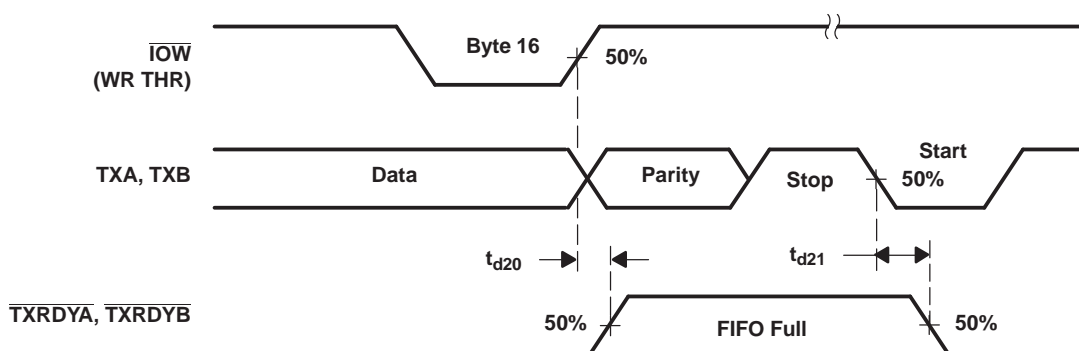 IOW
(WR THR)
Byte 16
50%
TXA, TXB
Data
Parity
Stop
Start
50%
td20
td21
TXRDYA, TXRDYB
50%
FIFO Full
50%